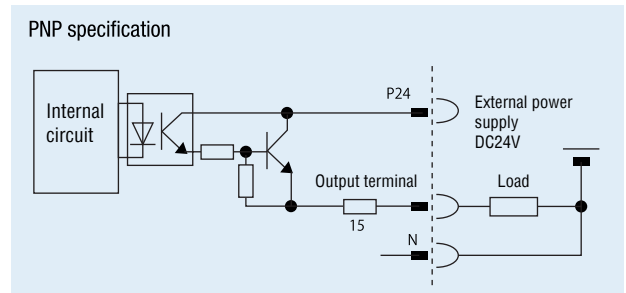 PNP specification
Internal
circuit
P24
External power
supply
DC24V
Output terminal
Load
15
N